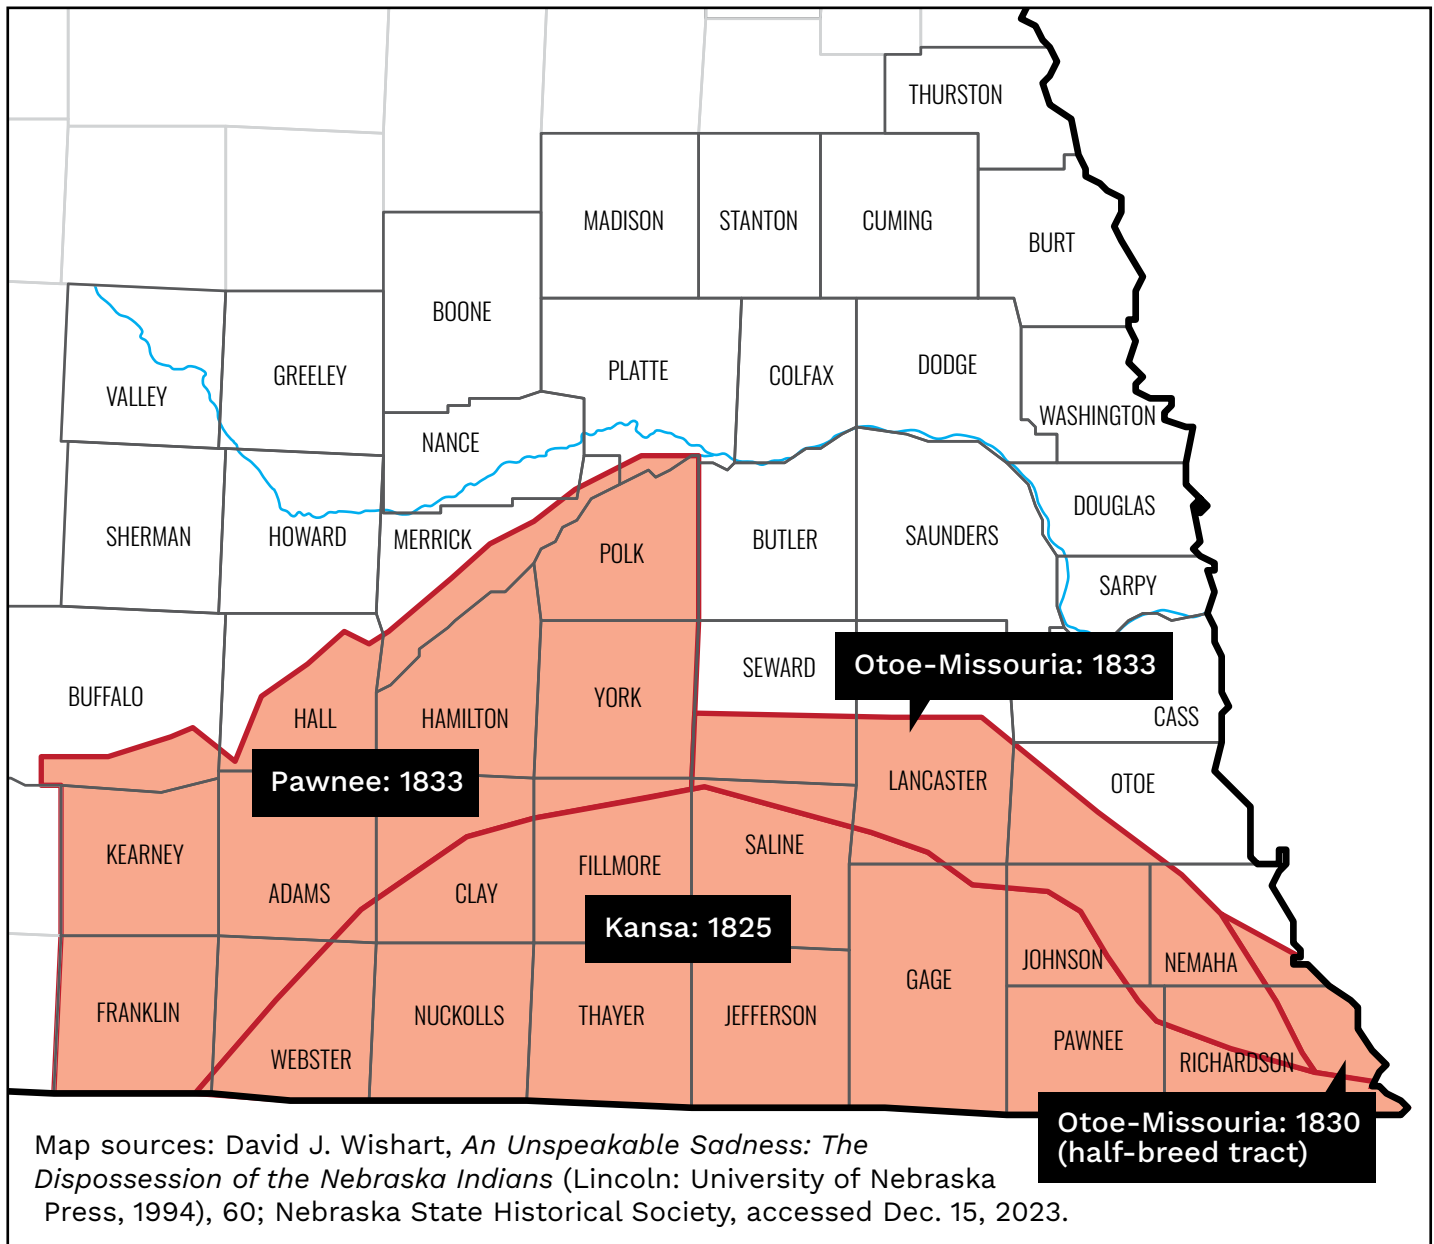 THURSTON
MADISON
STANTON
CUMING
BURT
BOONE
VALLEY
GREELEY
PLATTE
COLFAX
DODGE
WASHINGTON
NANCE
SHERMAN
HOWARD
MERRICK
POLK
BUTLER
SAUNDERS
DOUGLAS
SARPY
BUFFALO
HALL
HAMILTON
YORK
SEWARD
Otoe-Missouria: 1833
CASS
Pawnee: 1833
LANCASTER
OTOE
KEARNEY
ADAMS
CLAY
FILLMORE
SALINE
Kansa: 1825
GAGE
JOHNSON
NEMAHA
FRANKLIN
WEBSTER
NUCKOLLS
THAYER
JEFFERSON
PAWNEE
RICHARDSON
Otoe-Missouria: 1830
(half-breed tract)
Map sources: David J. Wishart, An Unspeakable Sadness: The
Dispossession of the Nebraska Indians (Lincoln: University of Nebraska
Press, 1994), 60; Nebraska State Historical Society, accessed Dec. 15, 2023.